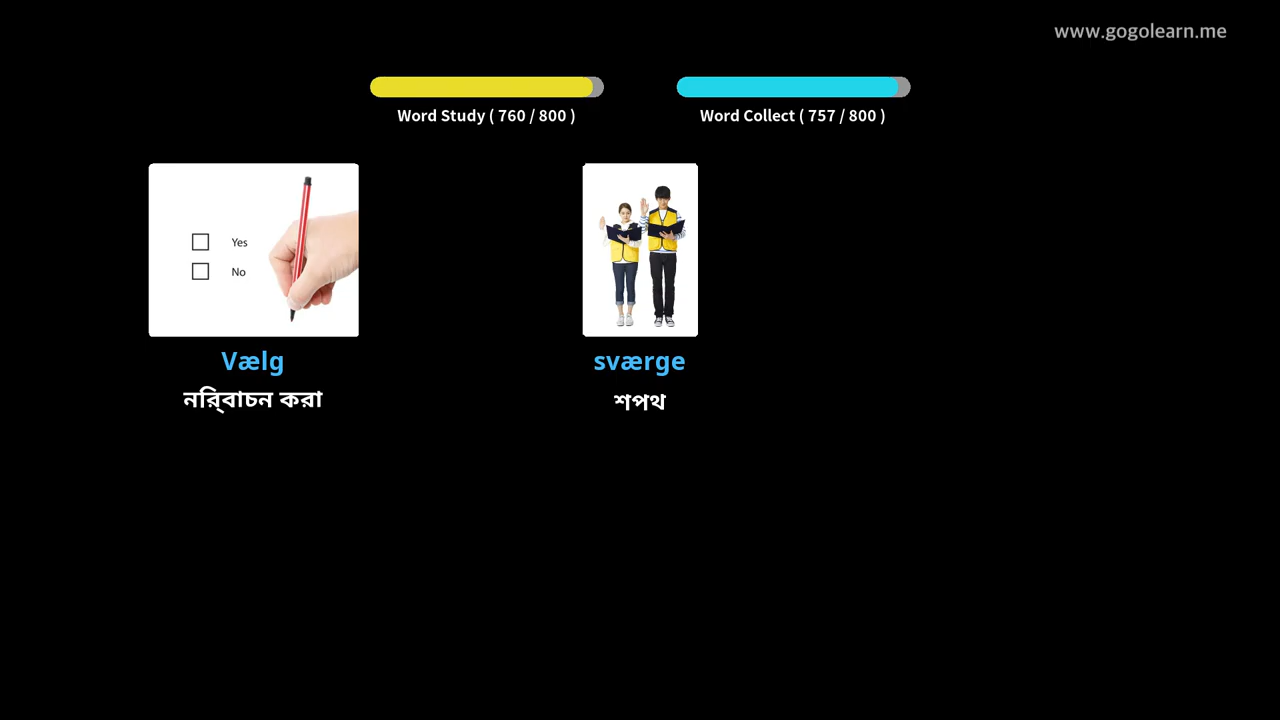 www.gogolearn.me
Word Study ( 760 / 800 )
Word Collect ( 757 / 800 )
Yes
No
Vælg
sværge
নির্বাচন করা
শপথ